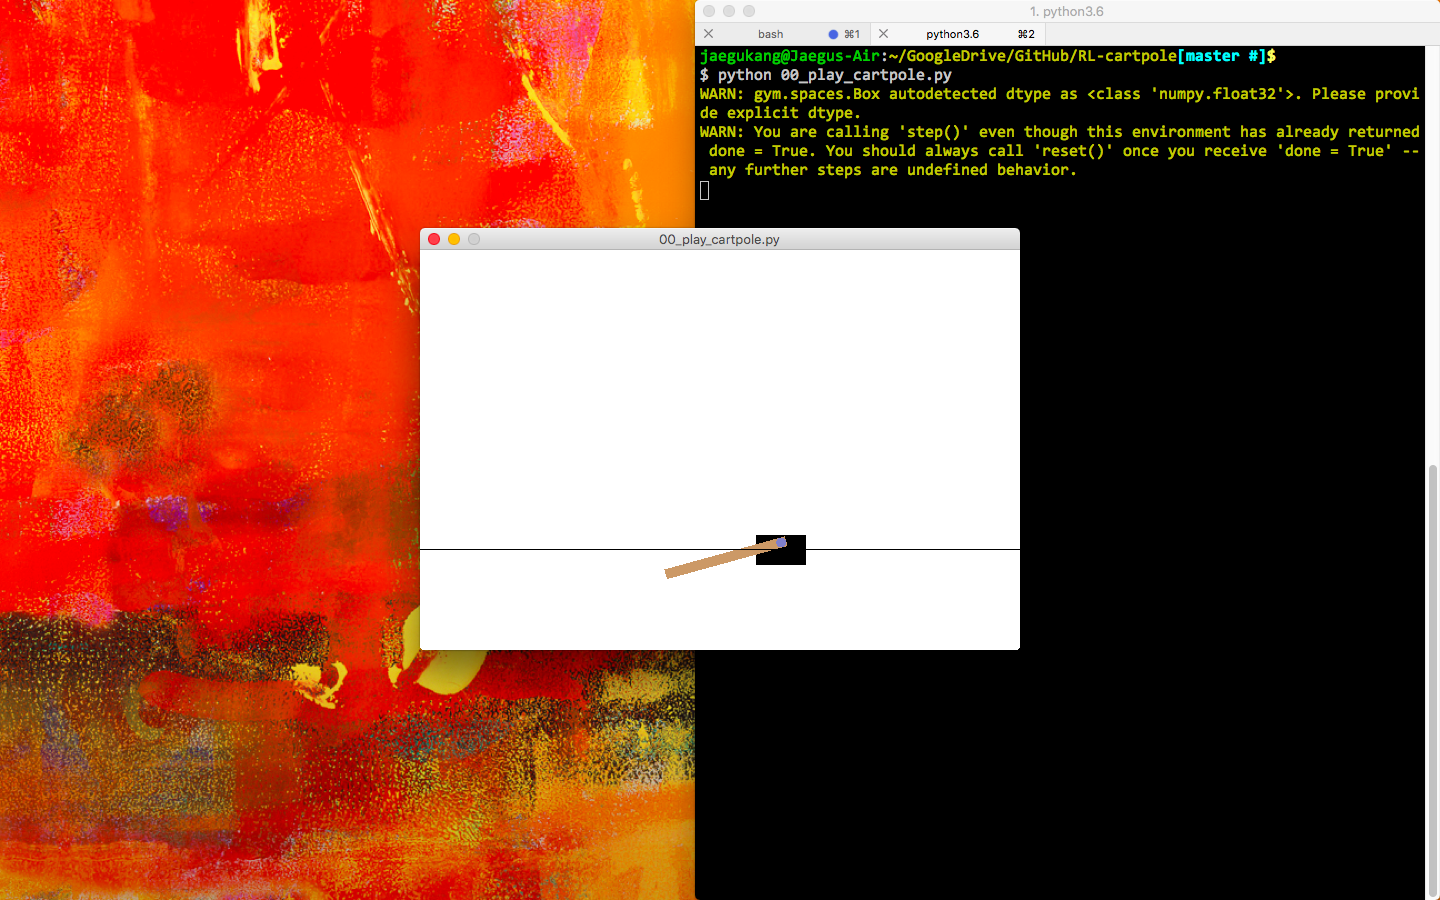 1. python3.6
bash ⌘1 python3.6 ⌘2
jaegukang@Jaegus-Air:~/GoogleDrive/GitHub/RL-cartpole[master #]$
$ python 00_play_cartpole.py
WARN: gym.spaces.Box autodetected dtype as <class 'numpy.float32'>. Please provi
de explicit dtype.
WARN: You are calling 'step()' even though this environment has already returned
done = True. You should always call 'reset()' once you receive 'done = True' --
any further steps are undefined behavior.
00_play_cartpole.py